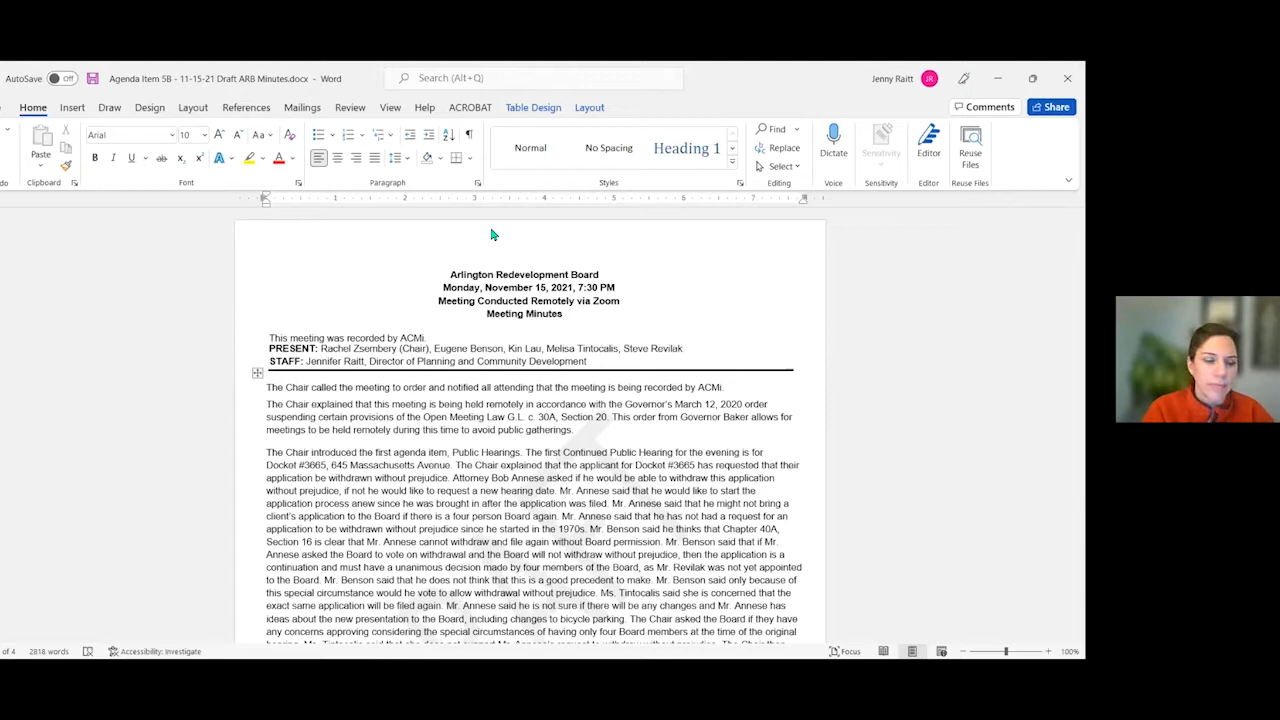 AutoSave Off Agenda Item 5B - 11-15-21 Draft ARB Minutes.docx - Word Search (Alt+Q) Jenny Raitt JR
Home Insert Draw Design Layout References Mailings Review View Help ACROBAT Table Design Layout Comments Share
Arial 10 Aa Find
Paste Normal No Spacing Heading 1 Replace Dictate Sensitivity Editor Reuse Files
B I U ab x₂ x² A A Select
Clipboard Font Paragraph Styles Editing Voice Sensitivity Editor Reuse Files
1 2 3 4 5 6 7
Arlington Redevelopment Board
Monday, November 15, 2021, 7:30 PM
Meeting Conducted Remotely via Zoom
Meeting Minutes
This meeting was recorded by ACMi.
PRESENT: Rachel Zsembery (Chair), Eugene Benson, Kin Lau, Melisa Tintocalis, Steve Revilak
STAFF: Jennifer Raitt, Director of Planning and Community Development
The Chair called the meeting to order and notified all attending that the meeting is being recorded by ACMi.
The Chair explained that this meeting is being held remotely in accordance with the Governor's March 12, 2020 order
suspending certain provisions of the Open Meeting Law G.L. c. 30A, Section 20. This order from Governor Baker allows for
meetings to be held remotely during this time to avoid public gatherings.
The Chair introduced the first agenda item, Public Hearings. The first Continued Public Hearing for the evening is for
Docket #3665, 645 Massachusetts Avenue. The Chair explained that the applicant for Docket #3665 has requested that their
application be withdrawn without prejudice. Attorney Bob Annese asked if he would be able to withdraw this application
without prejudice, if not he would like to request a new hearing date. Mr. Annese said that he would like to start the
application process anew since he was brought in after the application was filed. Mr. Annese said that he might not bring a
client's application to the Board if there is a four person Board again. Mr. Annese said that he has not had a request for an
application to be withdrawn without prejudice since he started in the 1970s. Mr. Benson said he thinks that Chapter 40A,
Section 16 is clear that Mr. Annese cannot withdraw and file again without Board permission. Mr. Benson said that if Mr.
Annese asked the Board to vote on withdrawal and the Board will not withdraw without prejudice, then the application is a
continuation and must have a unanimous decision made by four members of the Board, as Mr. Revilak was not yet appointed
to the Board. Mr. Benson said that he does not think that this is a good precedent to make. Mr. Benson said only because of
this special circumstance would he vote to allow withdrawal without prejudice. Ms. Tintocalis said she is concerned that the
exact same application will be filed again. Mr. Annese said he is not sure if there will be any changes and Mr. Annese has
ideas about the new presentation to the Board, including changes to bicycle parking. The Chair asked the Board if they have
any concerns approving considering the special circumstances of having only four Board members at the time of the original
of 4 2818 words Accessibility: Investigate Focus 100%